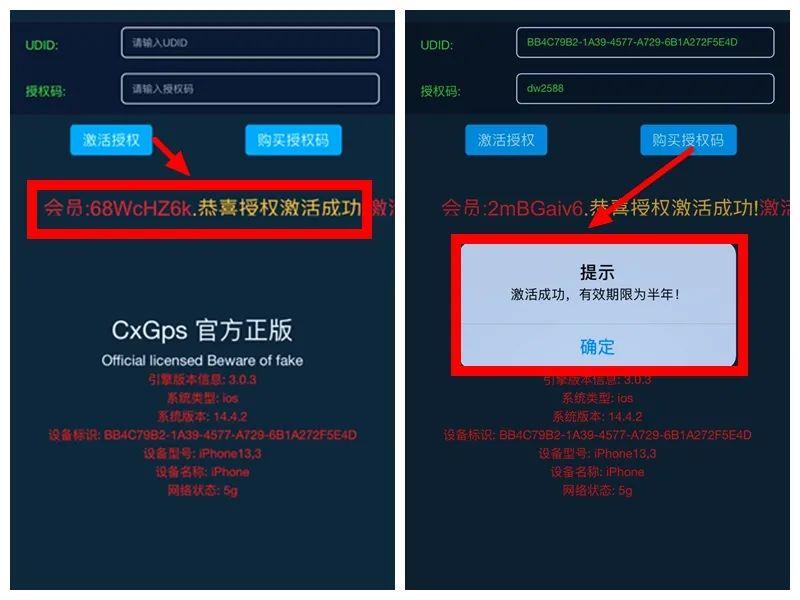 UDID:
请输入UDID
授权码:
请输入授权码
激活授权
购买授权码
会员:68WcHZ6k.恭喜授权激活成功 激
CxGps 官方正版
Official licensed Beware of fake
引擎版本信息: 3.0.3
系统类型: ios
系统版本: 14.4.2
设备标识: BB4C79B2-1A39-4577-A729-6B1A272F5E4D
设备型号: iPhone13,3
设备名称: iPhone
网络状态: 5g
UDID:
BB4C79B2-1A39-4577-A729-6B1A272F5E4D
授权码:
dw2588
激活授权
购买授权码
会员:2mBGaiv6.恭喜授权激活成功!激活
提示
激活成功，有效期限为半年!
确定
引擎版本信息: 3.0.3
系统类型: ios
系统版本: 14.4.2
设备标识: BB4C79B2-1A39-4577-A729-6B1A272F5E4D
设备型号: iPhone13,3
设备名称: iPhone
网络状态: 5g